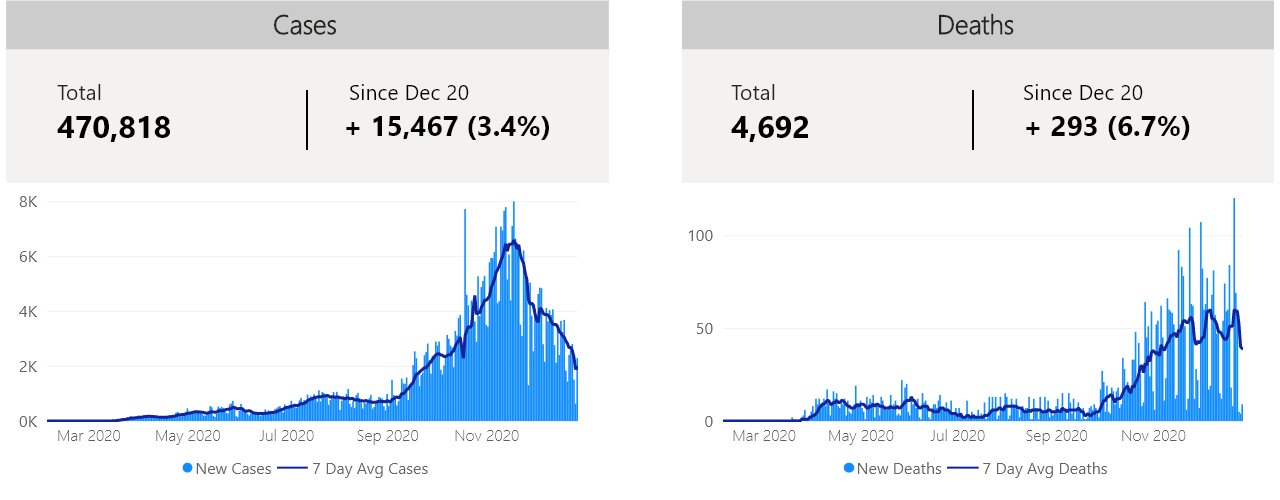 Cases
Total
470,818
Since Dec 20
+ 15,467 (3.4%)
8K
6K
4K
2K
0K
Mar 2020 May 2020 Jul 2020 Sep 2020 Nov 2020
New Cases 7 Day Avg Cases
Deaths
Total
4,692
Since Dec 20
+ 293 (6.7%)
100
50
0
Mar 2020 May 2020 Jul 2020 Sep 2020 Nov 2020
New Deaths 7 Day Avg Deaths